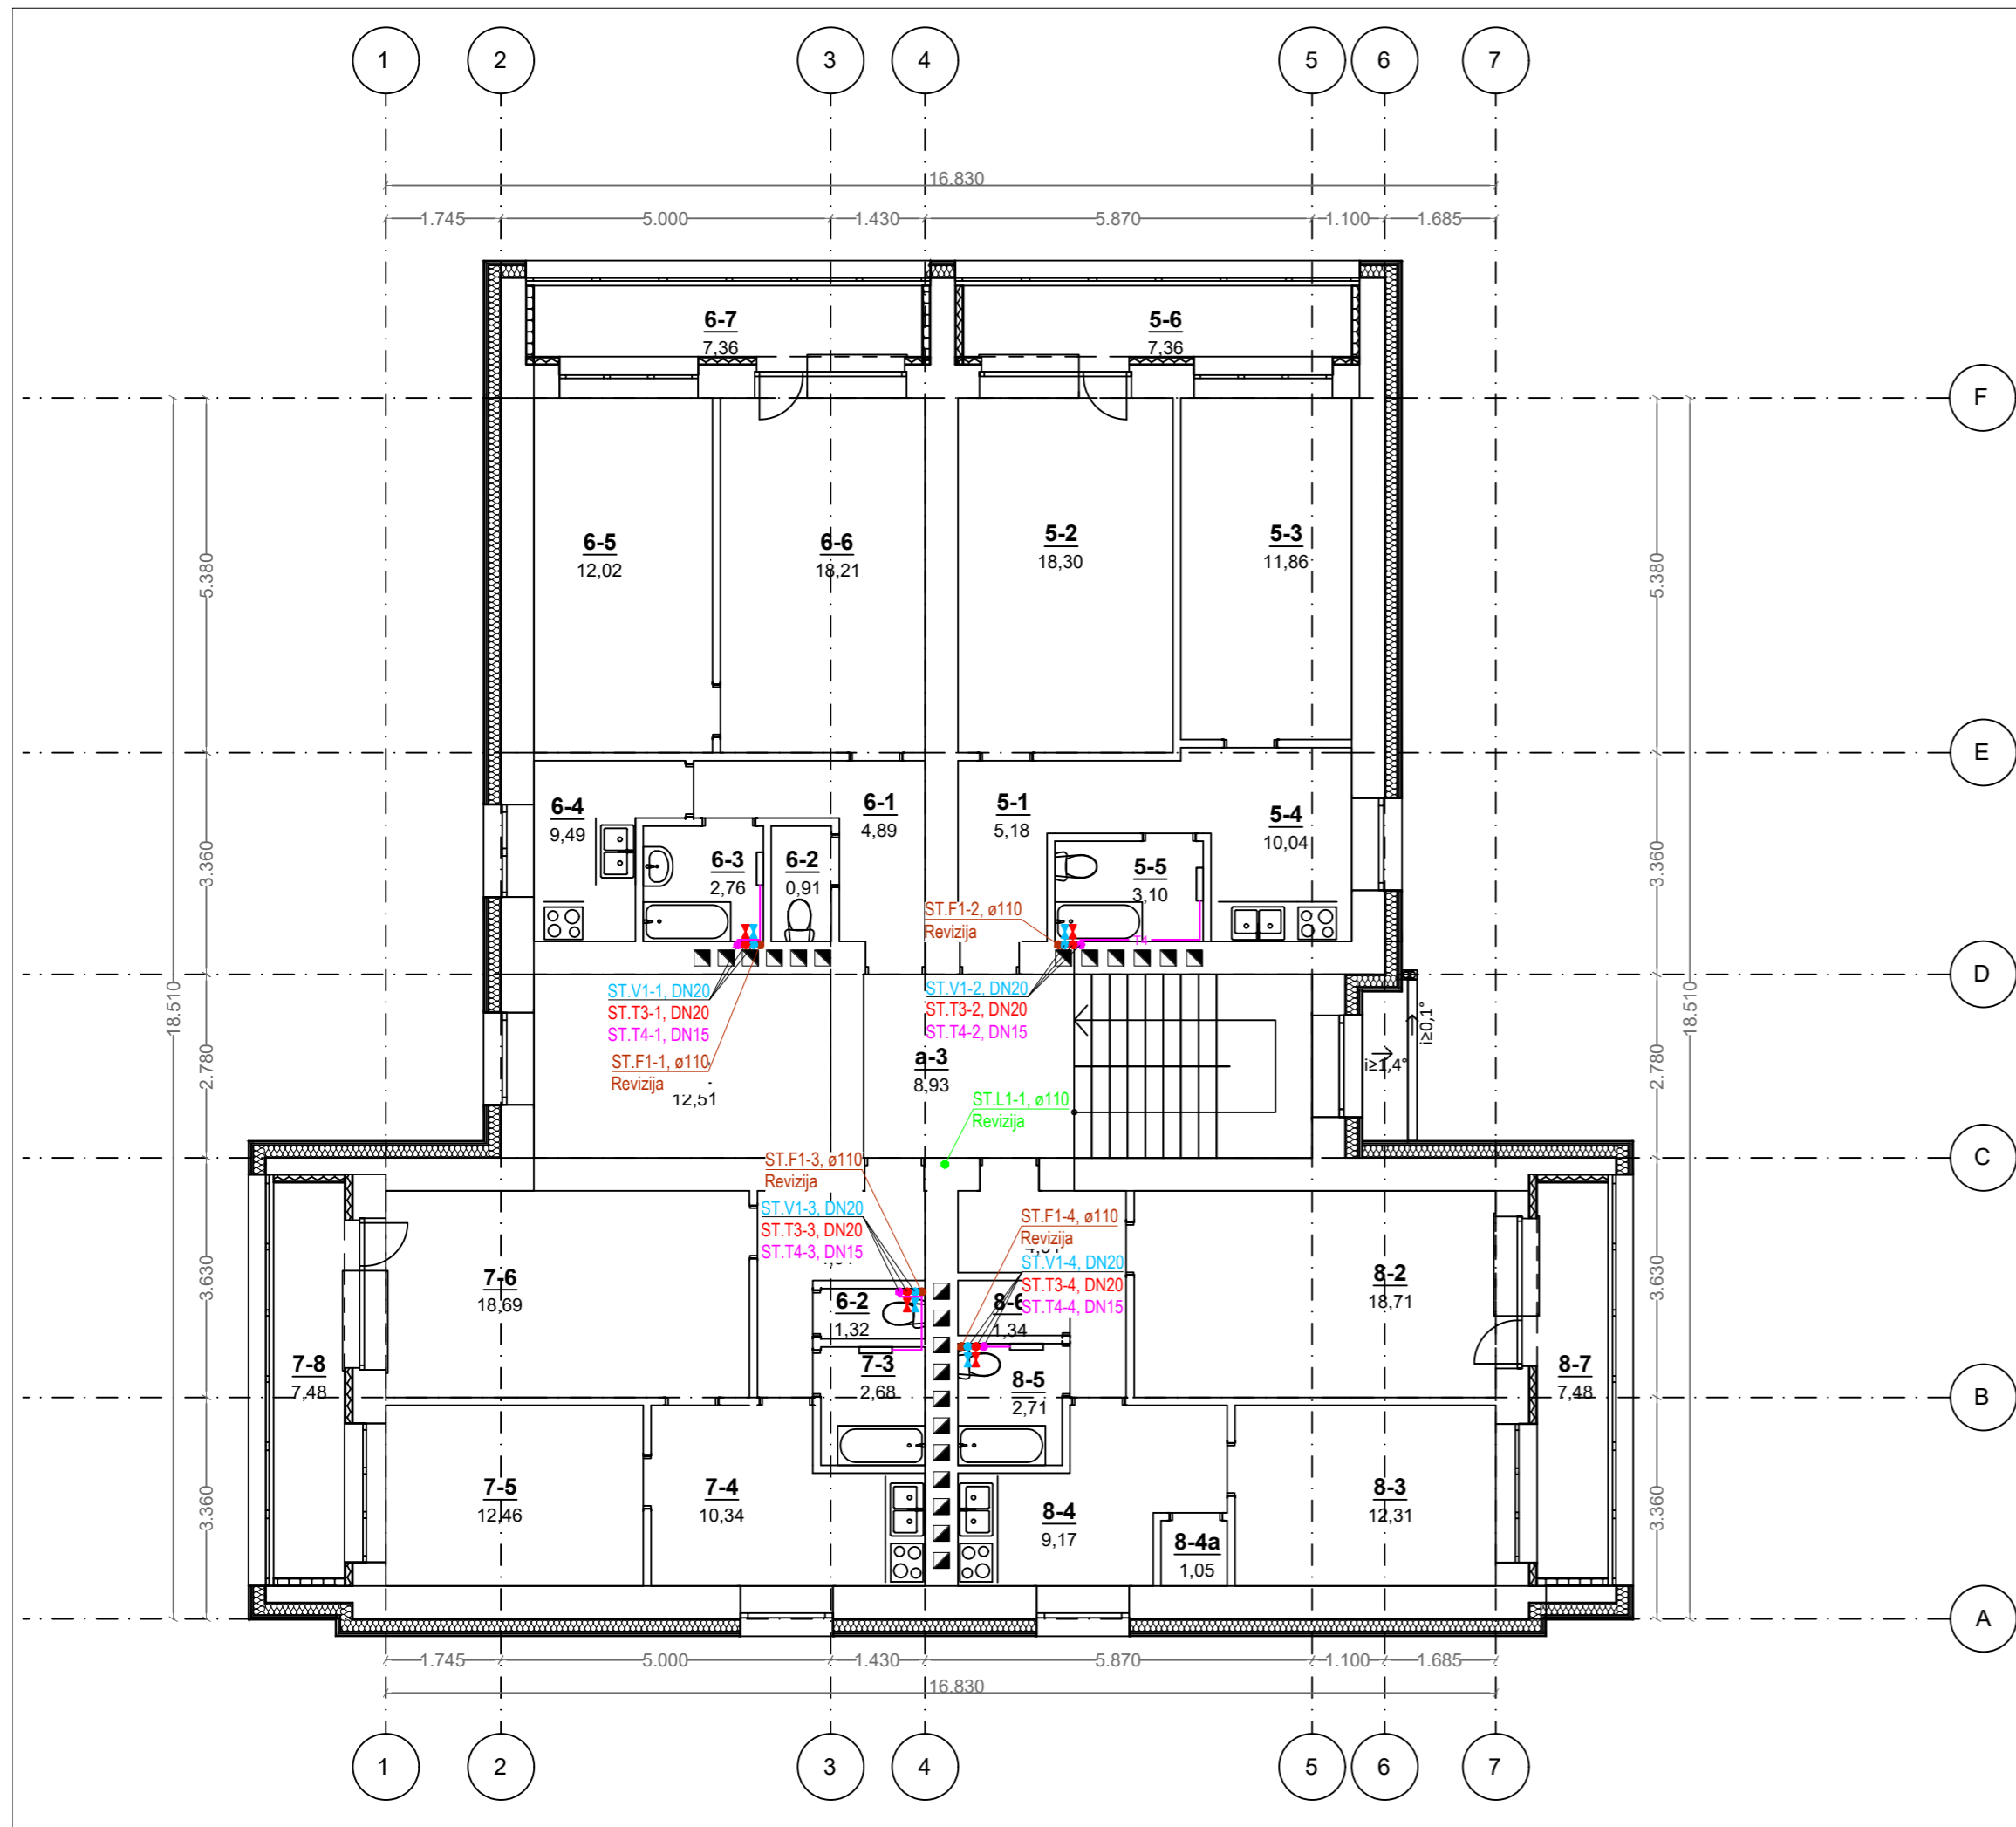 1 2 3 4 5 6 7
16.830
1.745 5.000 1.430 5.870 1.100 1.685
6-7
7,36
5-6
7,36
F
6-5
12,02
6-6
18,21
5-2
18,30
5-3
11,86
5.380
5.380
18.510
18.510
E
6-4
9,49
6-3
2,76
6-2
0,91
6-1
4,89
5-1
5,18
5-5
3,10
5-4
10,04
3.360
3.360
ST.F1-2, ø110
Revizija
T4
D
ST.V1-1, DN20
ST.T3-1, DN20
ST.T4-1, DN15
ST.F1-1, ø110
Revizija
12,51
ST.V1-2, DN20
ST.T3-2, DN20
ST.T4-2, DN15
a-3
8,93
i≥1,4°
i≥0,1°
2.780
2.780
ST.L1-1, ø110
Revizija
C
ST.F1-3, ø110
Revizija
ST.V1-3, DN20
ST.T3-3, DN20
ST.T4-3, DN15
ST.F1-4, ø110
Revizija
ST.V1-4, DN20
ST.T3-4, DN20
ST.T4-4, DN15
7-6
18,69
6-2
1,32
8-6
1,34
8-2
18,71
3.630
3.630
7-8
7,48
7-3
2,68
8-5
2,71
8-7
7,48
B
7-5
12,46
7-4
10,34
8-4
9,17
8-4a
1,05
8-3
12,31
3.360
3.360
A
1.745 5.000 1.430 5.870 1.100 1.685
16.830
1 2 3 4 5 6 7